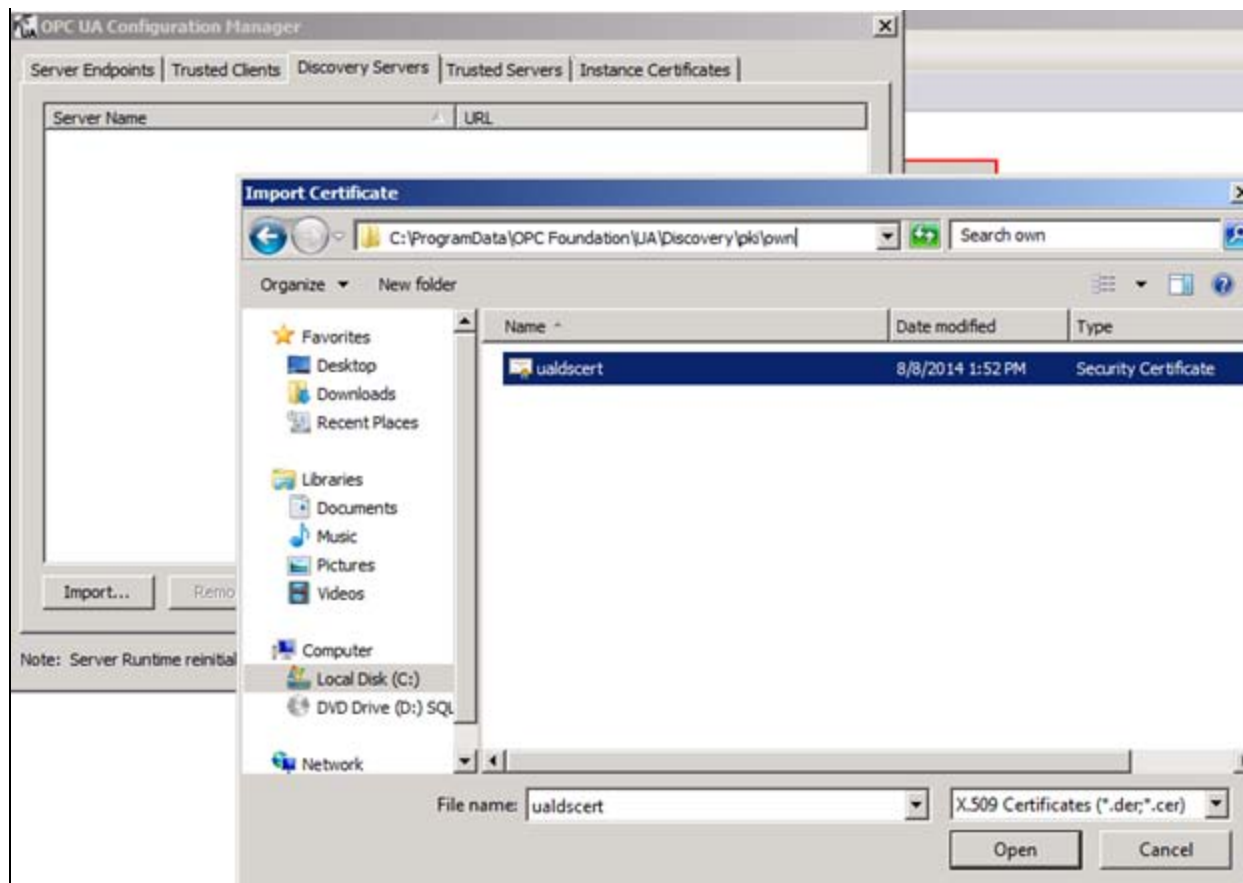 OPC UA Configuration Manager
Server Endpoints Trusted Clients Discovery Servers Trusted Servers Instance Certificates
Server Name URL
Import Certificate
C:\ProgramData\OPC Foundation\UA\Discovery\pki\own Search own
Organize New folder
Favorites
Desktop
Downloads
Recent Places
Libraries
Documents
Music
Pictures
Videos
Computer
Local Disk (C:)
DVD Drive (D:) SQL
Network
Name Date modified Type
ualdscert 8/8/2014 1:52 PM Security Certificate
Import... Remo
Note: Server Runtime reinitial
File name: ualdscert X.509 Certificates (*.der;*.cer)
Open Cancel